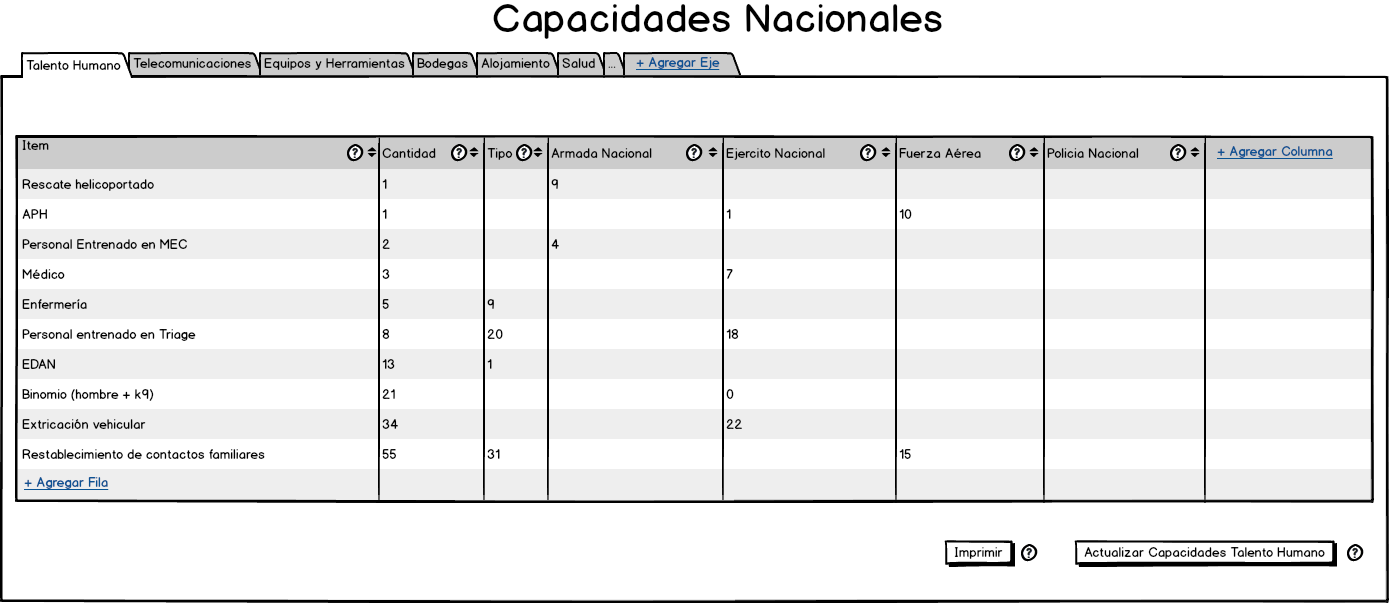 Capacidades Nacionales
Talento Humano Telecomunicaciones Equipos y Herramientas Bodegas Alojamiento Salud ... + Agregar Eje
Item ? Cantidad ? Tipo ? Armada Nacional ? Ejercito Nacional ? Fuerza Aérea ? Policia Nacional ? + Agregar Columna
Rescate helicoportado 1 9
APH 1 1 10
Personal Entrenado en MEC 2 4
Médico 3 7
Enfermería 5 9
Personal entrenado en Triage 8 20 18
EDAN 13 1
Binomio (hombre + k9) 21 0
Extricación vehicular 34 22
Restablecimiento de contactos familiares 55 31 15
+ Agregar Fila
Imprimir ? Actualizar Capacidades Talento Humano ?